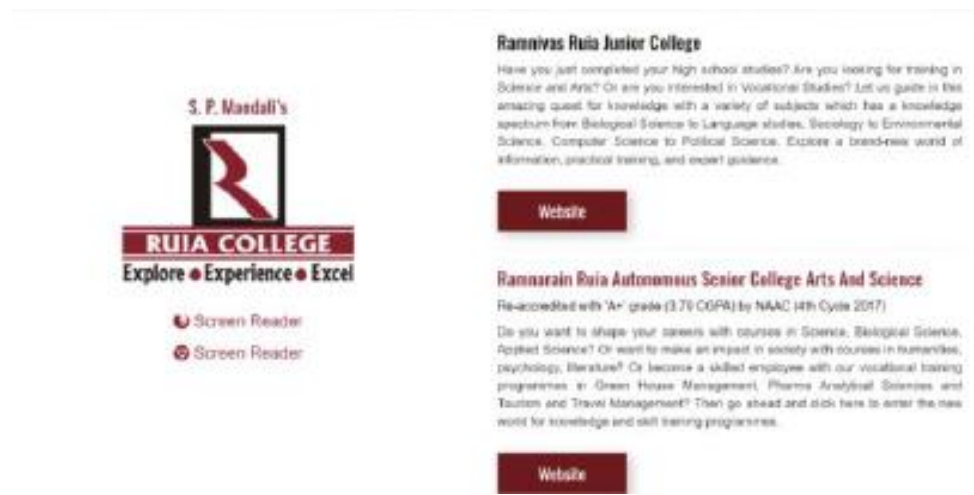 S. P. Mandali's
RUIA COLLEGE
Explore • Experience • Excel
Screen Reader
Screen Reader
Ramnivas Ruia Junior College
Have you just completed your high school studies? Are you looking for training in
Science and Arts? Or are you interested in Vocational Studies? Let us guide in this
amazing quest for knowledge with a variety of subjects which has a knowledge
spectrum from Biological Science to Language studies, Sociology to Environmental
Science, Computer Science to Political Science. Explore a brand-new world of
information, practical training, and expert guidance.
Website
Ramnarain Ruia Autonomous Senior College Arts And Science
Re-accredited with 'A+' grade (3.70 CGPA) by NAAC (4th Cycle 2017)
Do you want to shape your careers with courses in Science, Biological Science,
Applied Science? Or want to make an impact in society with courses in humanities,
psychology, literature? Or become a skilled employee with our vocational training
programmes in Green House Management, Pharma Analytical Sciences and
Tourism and Travel Management? Then go ahead and click here to enter the new
world for knowledge and skill training programmes.
Website